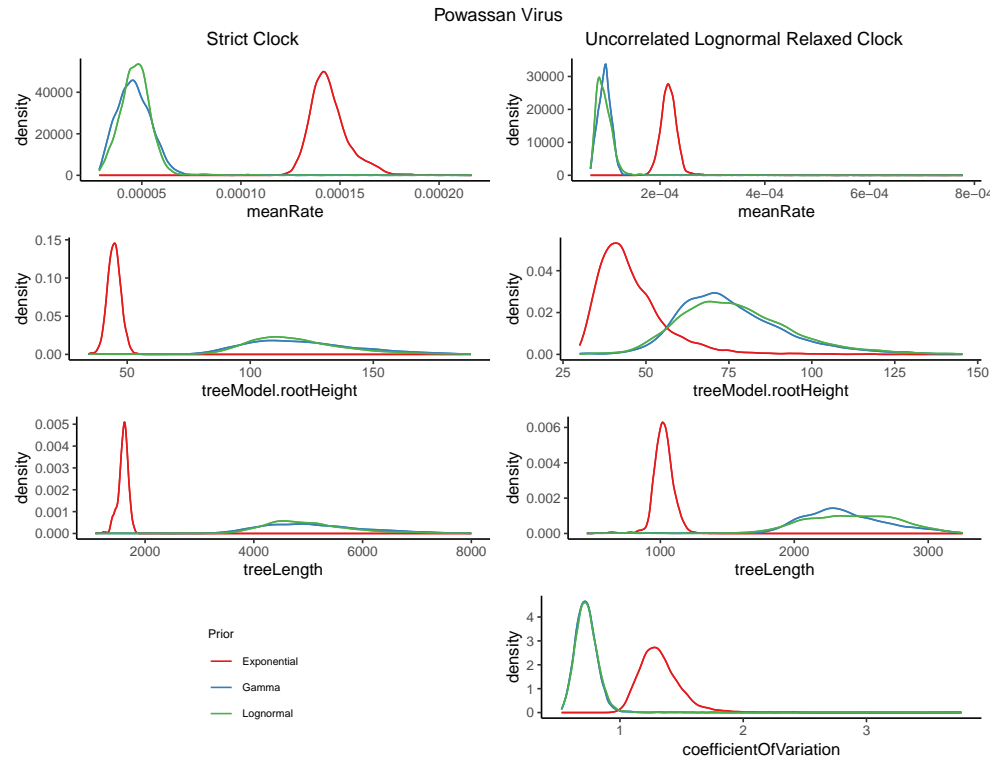 Powassan Virus
Strict Clock
Uncorrelated Lognormal Relaxed Clock
density
40000
20000
0
0.00005 0.00010 0.00015 0.00020
meanRate
density
30000
20000
10000
0
2e−04 4e−04 6e−04 8e−04
meanRate
density
0.15
0.10
0.05
0.00
50 100 150
treeModel.rootHeight
density
0.04
0.02
0.00
25 50 75 100 125 150
treeModel.rootHeight
density
0.005
0.004
0.003
0.002
0.001
0.000
2000 4000 6000 8000
treeLength
density
0.006
0.004
0.002
0.000
1000 2000 3000
treeLength
Prior
Exponential
Gamma
Lognormal
density
4
3
2
1
0
1 2 3
coefficientOfVariation